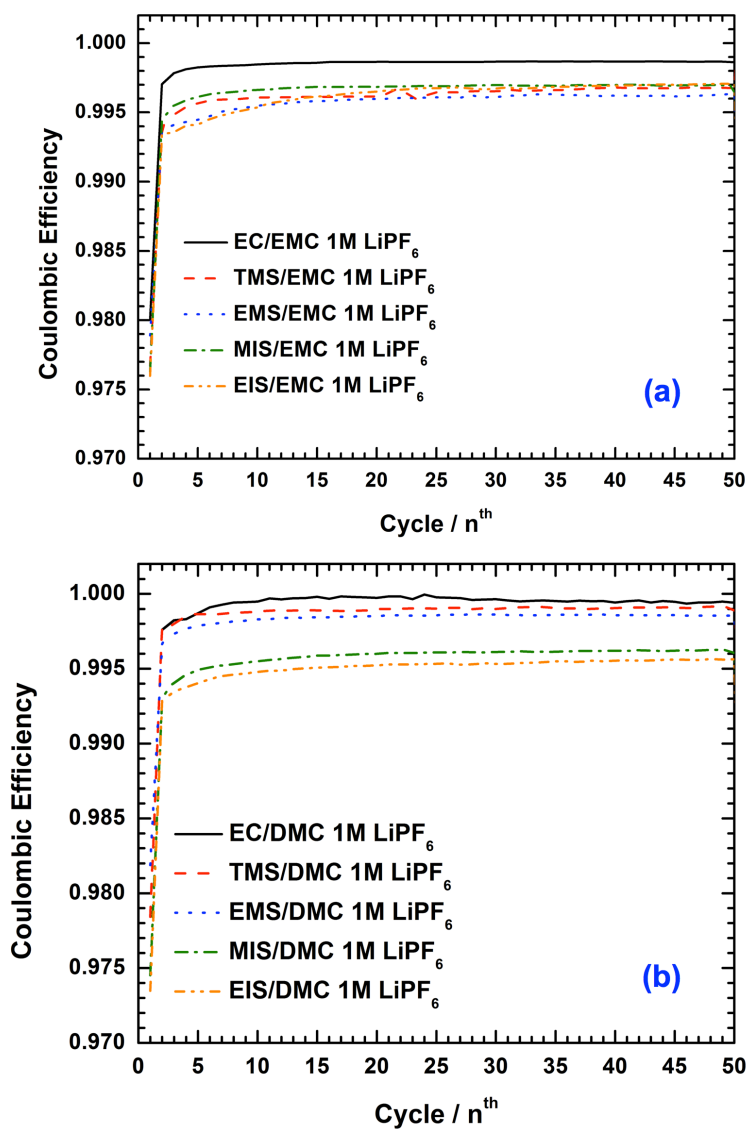 1.000
0.995
0.990
0.985
0.980
0.975
0.970
Coulombic Efficiency
EC/EMC 1M LiPF₆
TMS/EMC 1M LiPF₆
EMS/EMC 1M LiPF₆
MIS/EMC 1M LiPF₆
EIS/EMC 1M LiPF₆
(a)
0 5 10 15 20 25 30 35 40 45 50
Cycle / nᵗʰ
1.000
0.995
0.990
0.985
0.980
0.975
0.970
Coulombic Efficiency
EC/DMC 1M LiPF₆
TMS/DMC 1M LiPF₆
EMS/DMC 1M LiPF₆
MIS/DMC 1M LiPF₆
EIS/DMC 1M LiPF₆
(b)
0 5 10 15 20 25 30 35 40 45 50
Cycle / nᵗʰ